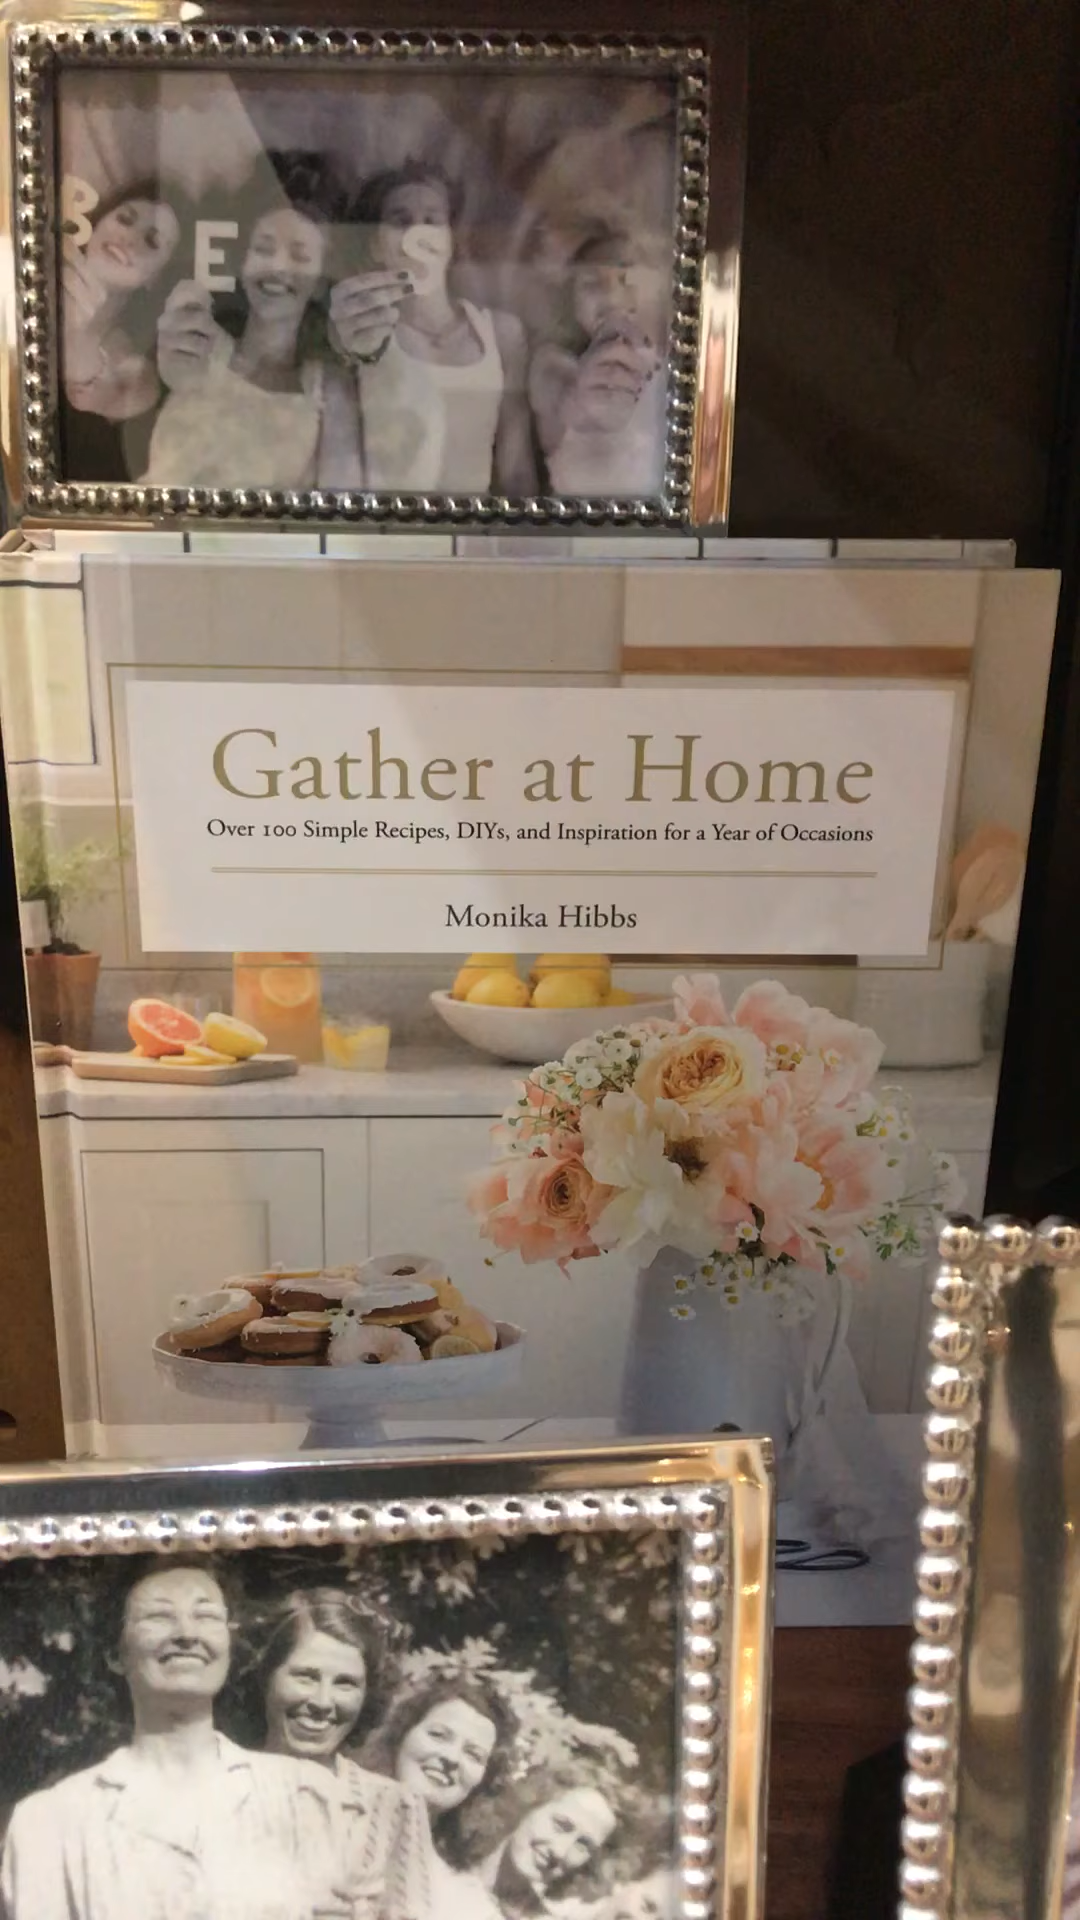 B E S
Gather at Home
Over 100 Simple Recipes, DIYs, and Inspiration for a Year of Occasions
Monika Hibbs